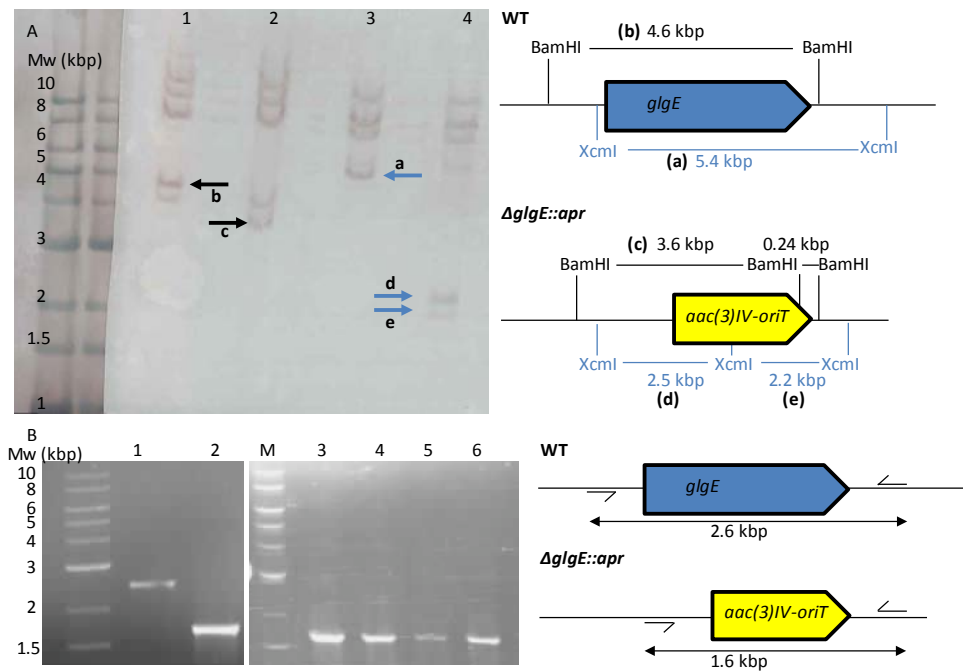 A
Mw (kbp)
1 2 3 4
10
8
6
5
4
3
2
1.5
1
a
b
c
d
e
WT
(b) 4.6 kbp
BamHI BamHI
glgE
XcmI XcmI
(a) 5.4 kbp
ΔglgE::apr
(c) 3.6 kbp 0.24 kbp
BamHI BamHI BamHI
aac(3)IV-oriT
XcmI XcmI XcmI
2.5 kbp 2.2 kbp
(d) (e)
B
Mw (kbp)
1 2 M 3 4 5 6
10
8
6
5
4
3
2
1.5
WT
glgE
2.6 kbp
ΔglgE::apr
aac(3)IV-oriT
1.6 kbp